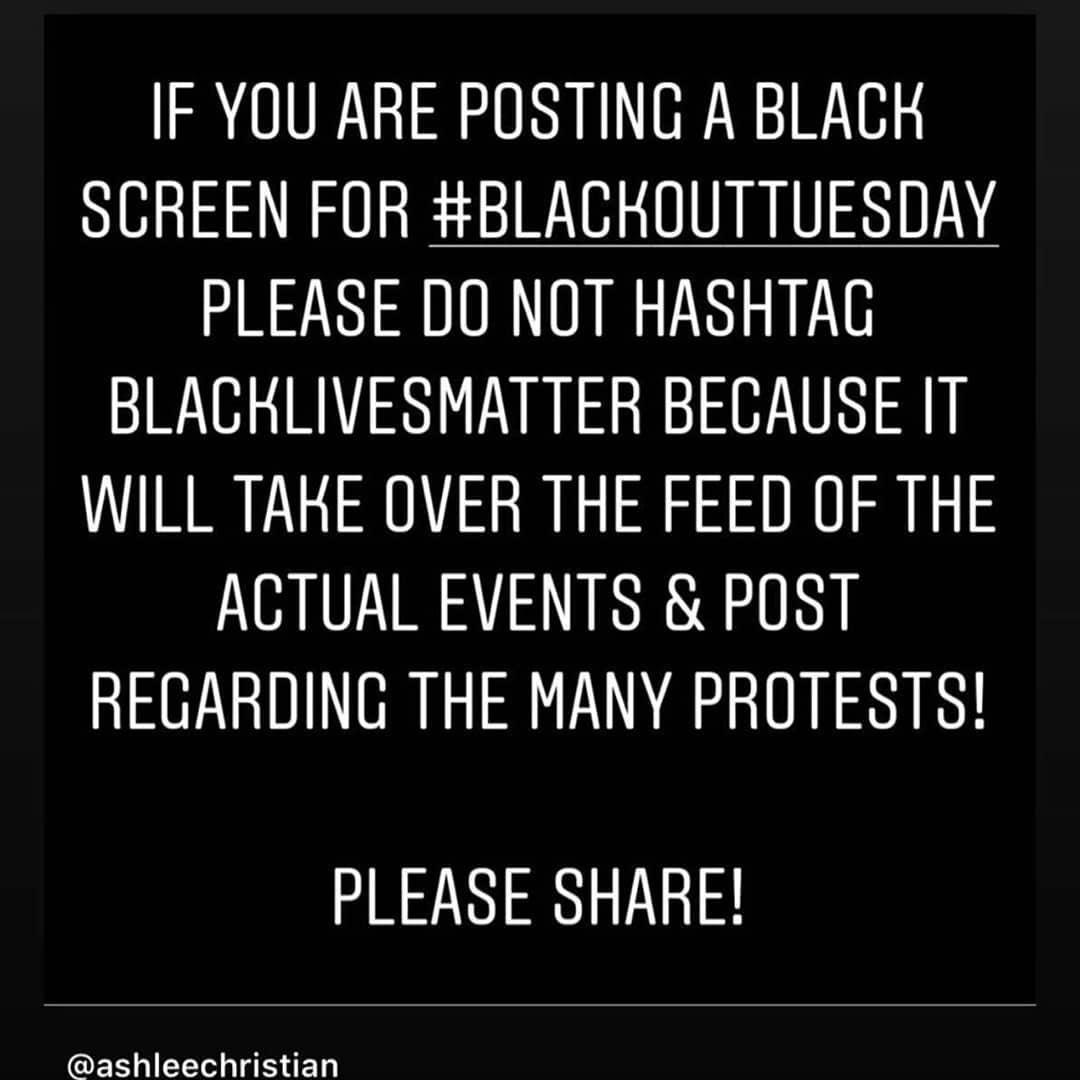 IF YOU ARE POSTING A BLACK
SCREEN FOR #BLACKOUTTUESDAY
PLEASE DO NOT HASHTAG
BLACKLIVESMATTER BECAUSE IT
WILL TAKE OVER THE FEED OF THE
ACTUAL EVENTS & POST
REGARDING THE MANY PROTESTS!
PLEASE SHARE!
@ashleechristian